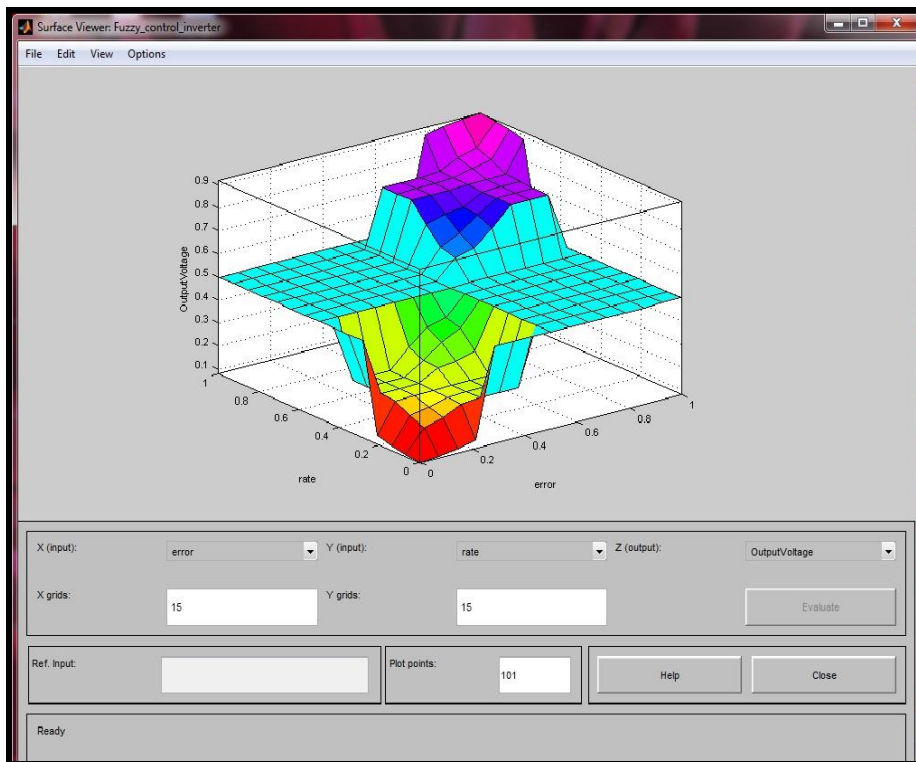 Surface Viewer: Fuzzy_control_inverter
File Edit View Options
0.9
0.8
0.7
0.6
0.5
0.4
0.3
0.2
0.1
OutputVoltage
1
0.8
0.6
0.4
0.2
0
rate
0
0.2
0.4
0.6
0.8
1
error
X (input): error Y (input): rate Z (output): OutputVoltage
X grids: 15 Y grids: 15 Evaluate
Ref. Input: Plot points: 101 Help Close
Ready